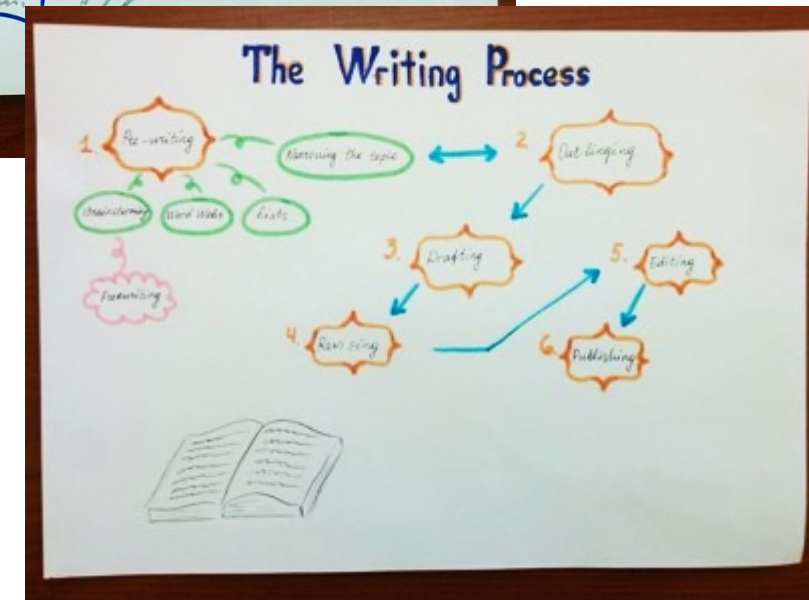 The Writing Process
1. Pre-writing
Narrowing the topic
2
Outlinging
Brainstorming
Word Webs
Lists
Freewriting
3. Drafting
4. Revising
5. Editing
6. Publishing